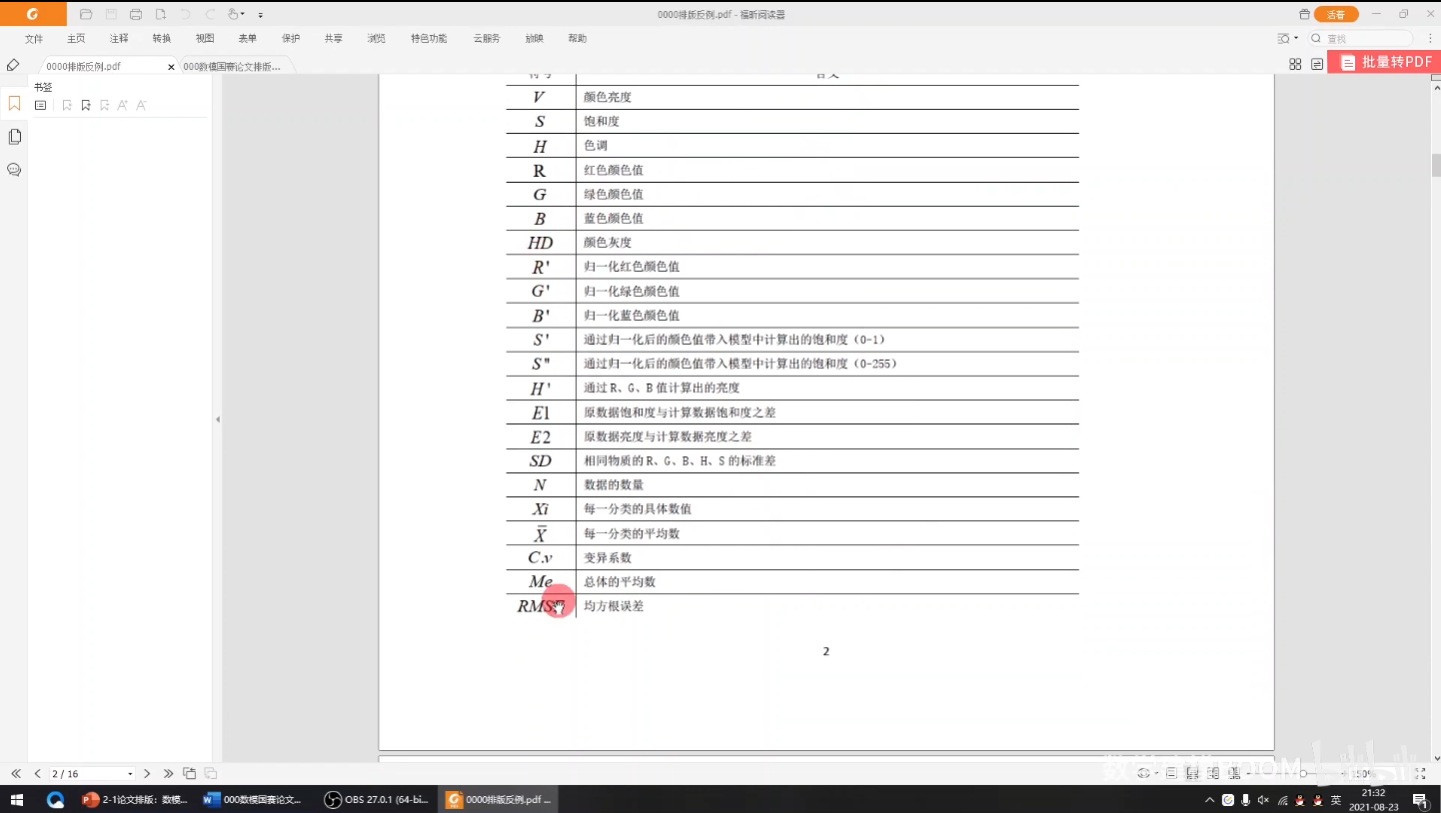 0000排版反例.pdf - 福昕阅读器
活着
文件 主页 注释 转换 视图 表单 保护 共享 浏览 特色功能 云服务 放映 帮助
查找
0000排版反例.pdf
000数模国赛论文排版...
批量转PDF
书签
符号 含义
V 颜色亮度
S 饱和度
H 色调
R 红色颜色值
G 绿色颜色值
B 蓝色颜色值
HD 颜色灰度
R' 归一化红色颜色值
G' 归一化绿色颜色值
B' 归一化蓝色颜色值
S' 通过归一化后的颜色值带入模型中计算出的饱和度（0-1）
S" 通过归一化后的颜色值带入模型中计算出的饱和度（0-255）
H' 通过 R、G、B 值计算出的亮度
E1 原数据饱和度与计算数据饱和度之差
E2 原数据亮度与计算数据亮度之差
SD 相同物质的 R、G、B、H、S 的标准差
N 数据的数量
Xi 每一分类的具体数值
X̄ 每一分类的平均数
C.v 变异系数
Me 总体的平均数
RMS 均方根误差
2
2 / 16
150%
2-1论文排版：数模...
000数模国赛论文...
OBS 27.0.1 (64-bi...
0000排版反例.pdf ...
英
21:32
2021-08-23